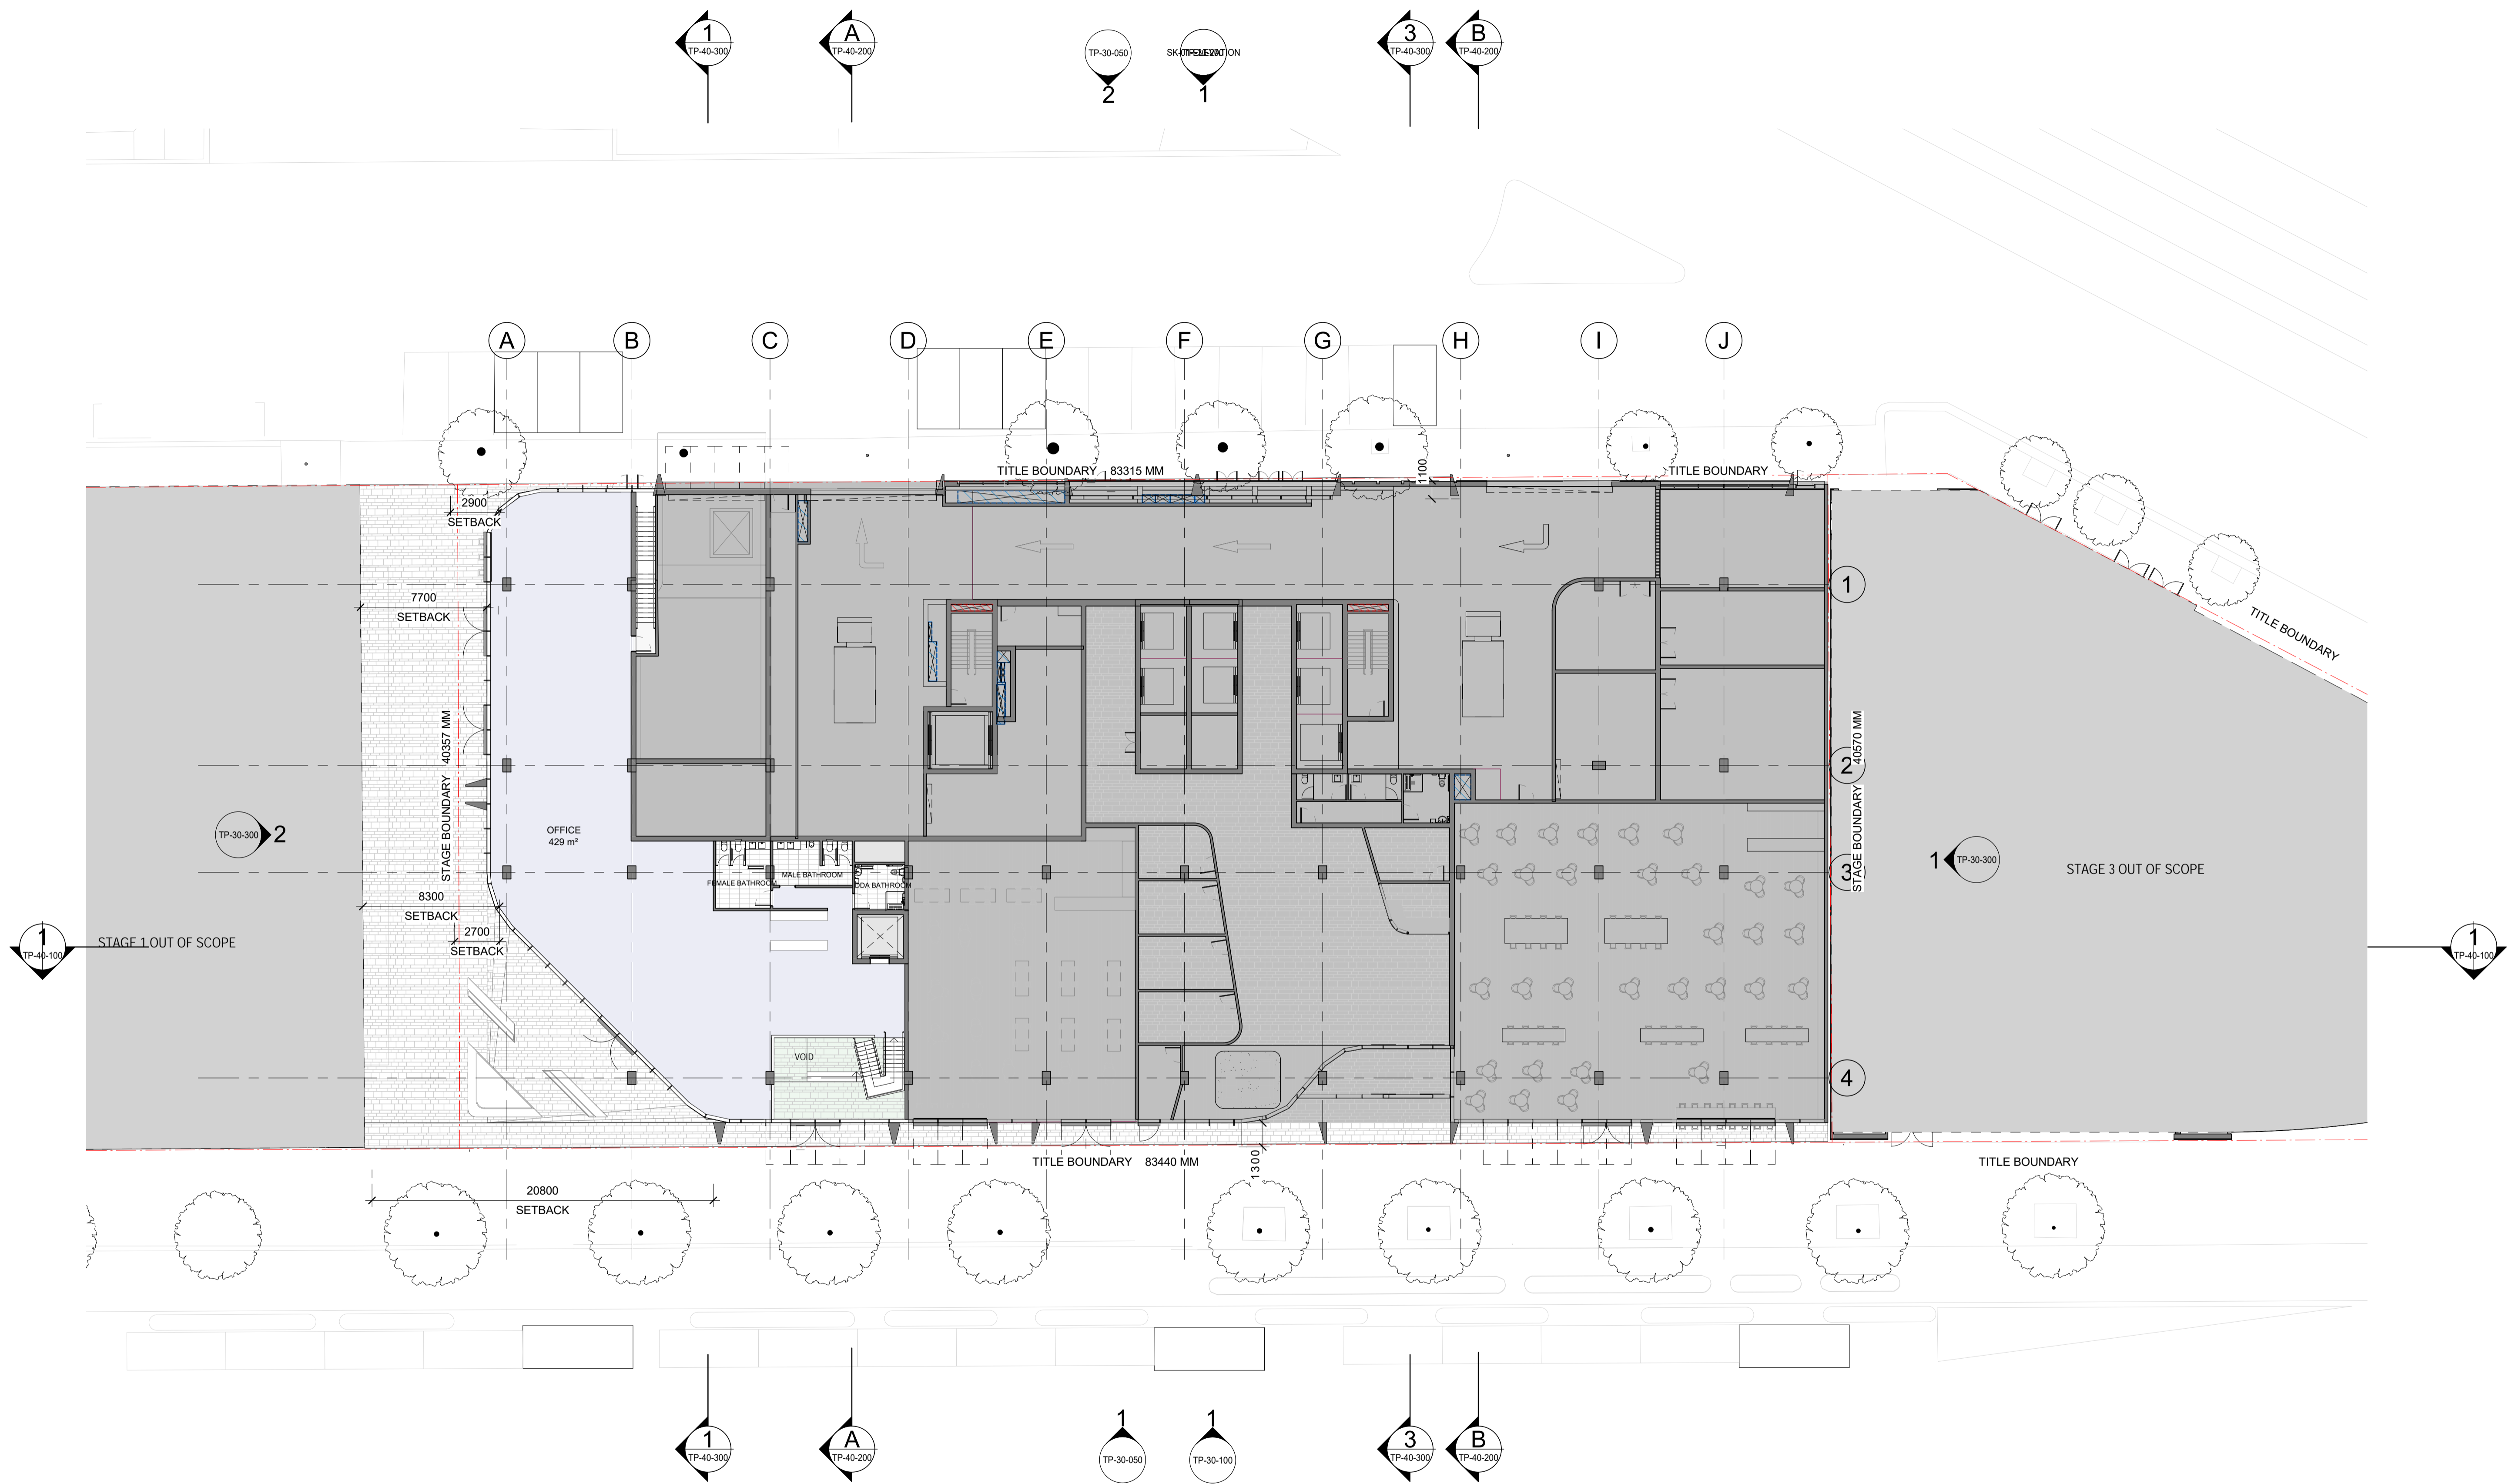 1
TP-40-300
A
TP-40-200
TP-30-050
2
1
3
TP-40-300
B
TP-40-200
A
B
C
D
E
F
G
H
I
J
TITLE BOUNDARY 83315 MM
1100
TITLE BOUNDARY
2900
SETBACK
7700
SETBACK
1
TITLE BOUNDARY
STAGE BOUNDARY 40357 MM
STAGE BOUNDARY 40570 MM
2
TP-30-300
2
OFFICE
429 m²
FEMALE BATHROOM
MALE BATHROOM
DDA BATHROOM
3
1
TP-30-300
STAGE 3 OUT OF SCOPE
8300
SETBACK
2700
SETBACK
1
TP-40-100
STAGE 1 OUT OF SCOPE
1
TP-40-100
VOID
4
TITLE BOUNDARY 83440 MM
1300
TITLE BOUNDARY
20800
SETBACK
1
TP-40-300
A
TP-40-200
1
TP-30-050
1
TP-30-100
3
TP-40-300
B
TP-40-200